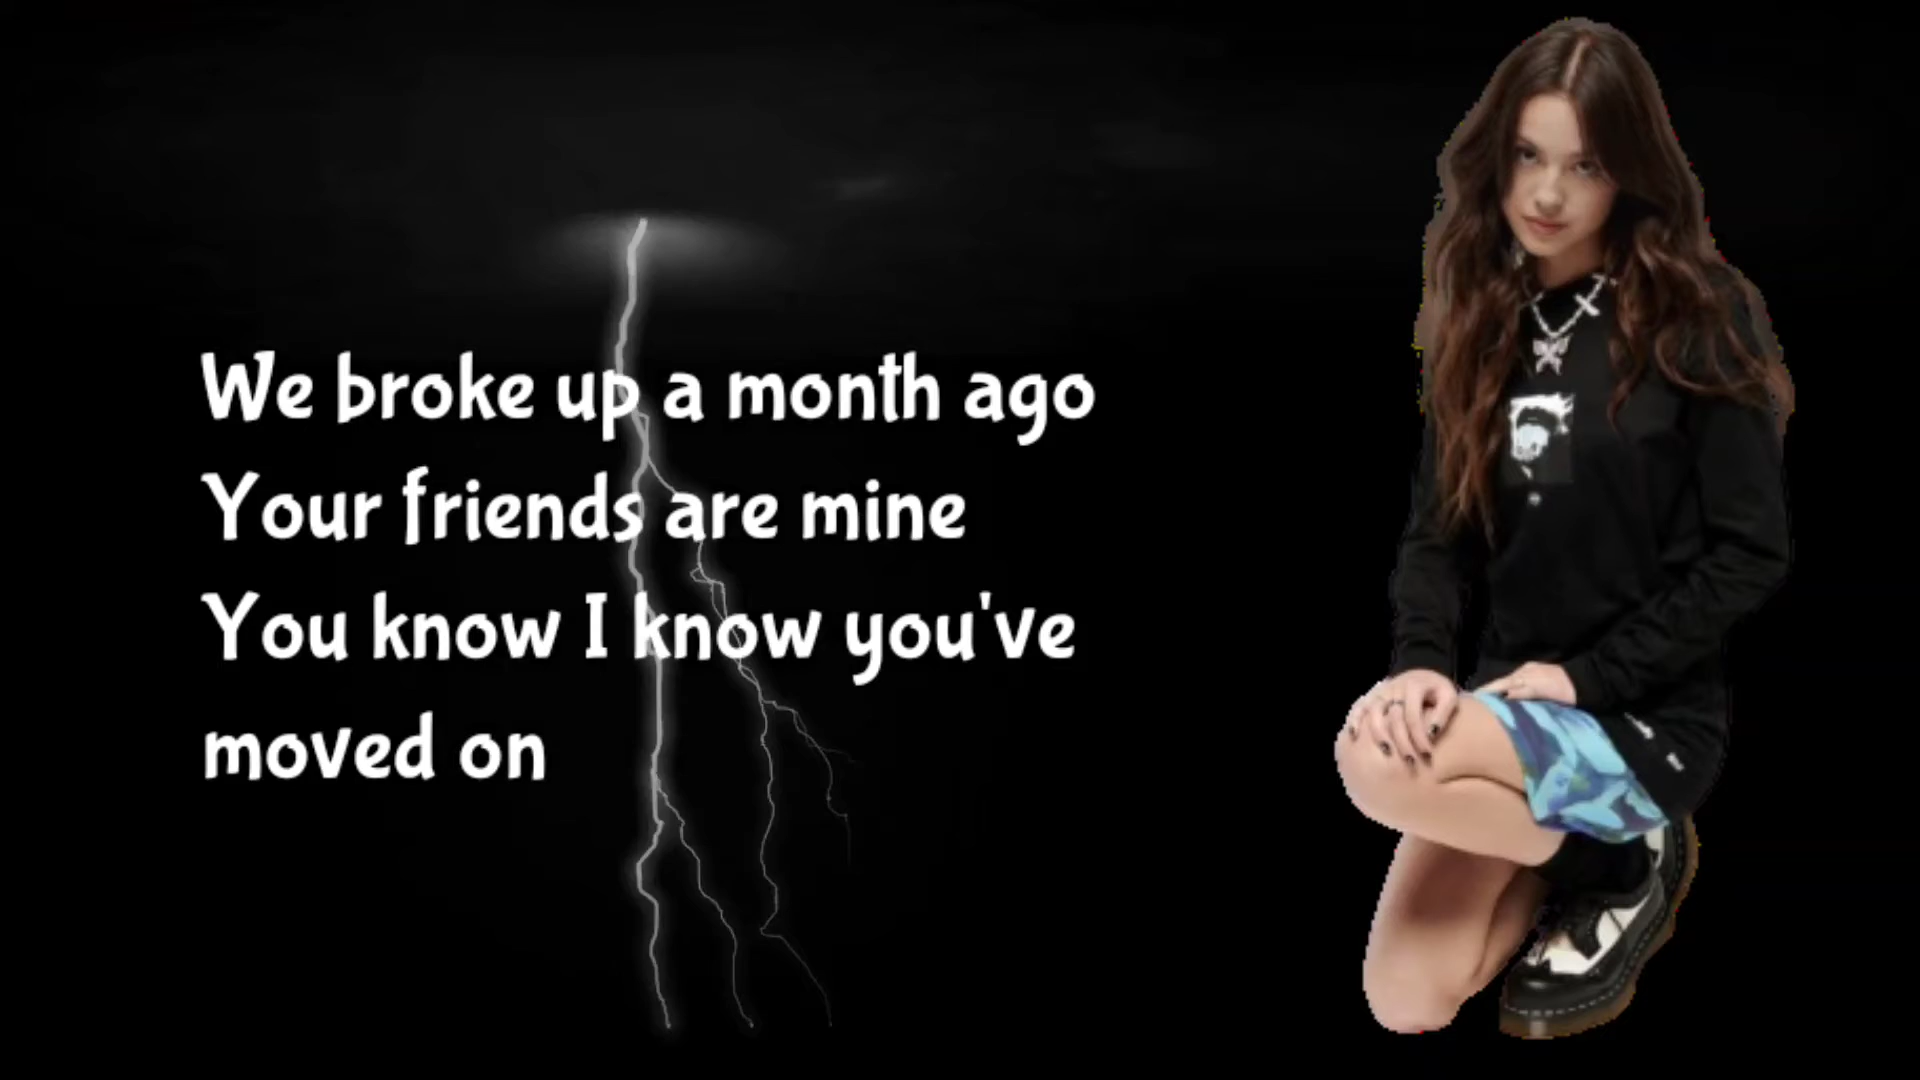 We broke up a month ago
Your friends are mine
You know I know you've
moved on